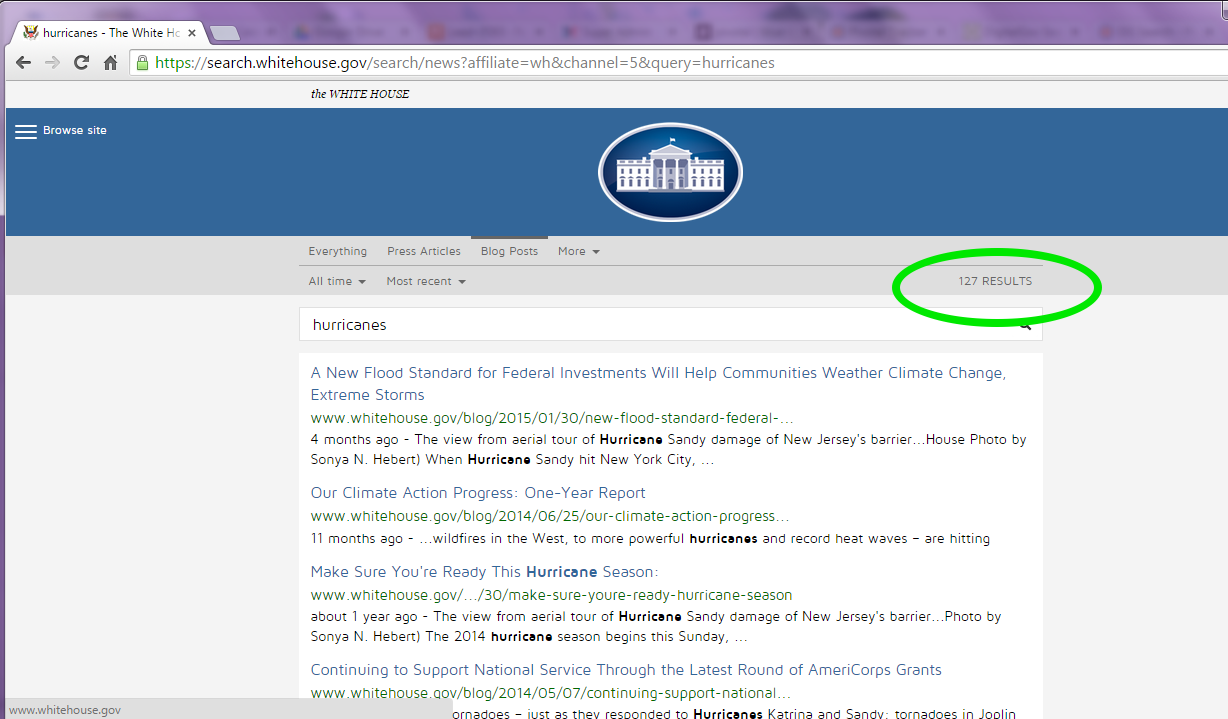 hurricanes - The White Ho
https://search.whitehouse.gov/search/news?affiliate=wh&channel=5&query=hurricanes
the WHITE HOUSE
Browse site
Everything Press Articles Blog Posts More
All time Most recent 127 RESULTS
hurricanes
A New Flood Standard for Federal Investments Will Help Communities Weather Climate Change,
Extreme Storms
www.whitehouse.gov/blog/2015/01/30/new-flood-standard-federal-...
4 months ago - The view from aerial tour of Hurricane Sandy damage of New Jersey's barrier...House Photo by
Sonya N. Hebert) When Hurricane Sandy hit New York City, ...
Our Climate Action Progress: One-Year Report
www.whitehouse.gov/blog/2014/06/25/our-climate-action-progress...
11 months ago - ...wildfires in the West, to more powerful hurricanes and record heat waves – are hitting
Make Sure You're Ready This Hurricane Season:
www.whitehouse.gov/.../30/make-sure-youre-ready-hurricane-season
about 1 year ago - The view from aerial tour of Hurricane Sandy damage of New Jersey's barrier...Photo by
Sonya N. Hebert) The 2014 hurricane season begins this Sunday, ...
Continuing to Support National Service Through the Latest Round of AmeriCorps Grants
www.whitehouse.gov/blog/2014/05/07/continuing-support-national...
ornadoes – just as they responded to Hurricanes Katrina and Sandy; tornadoes in Joplin
www.whitehouse.gov